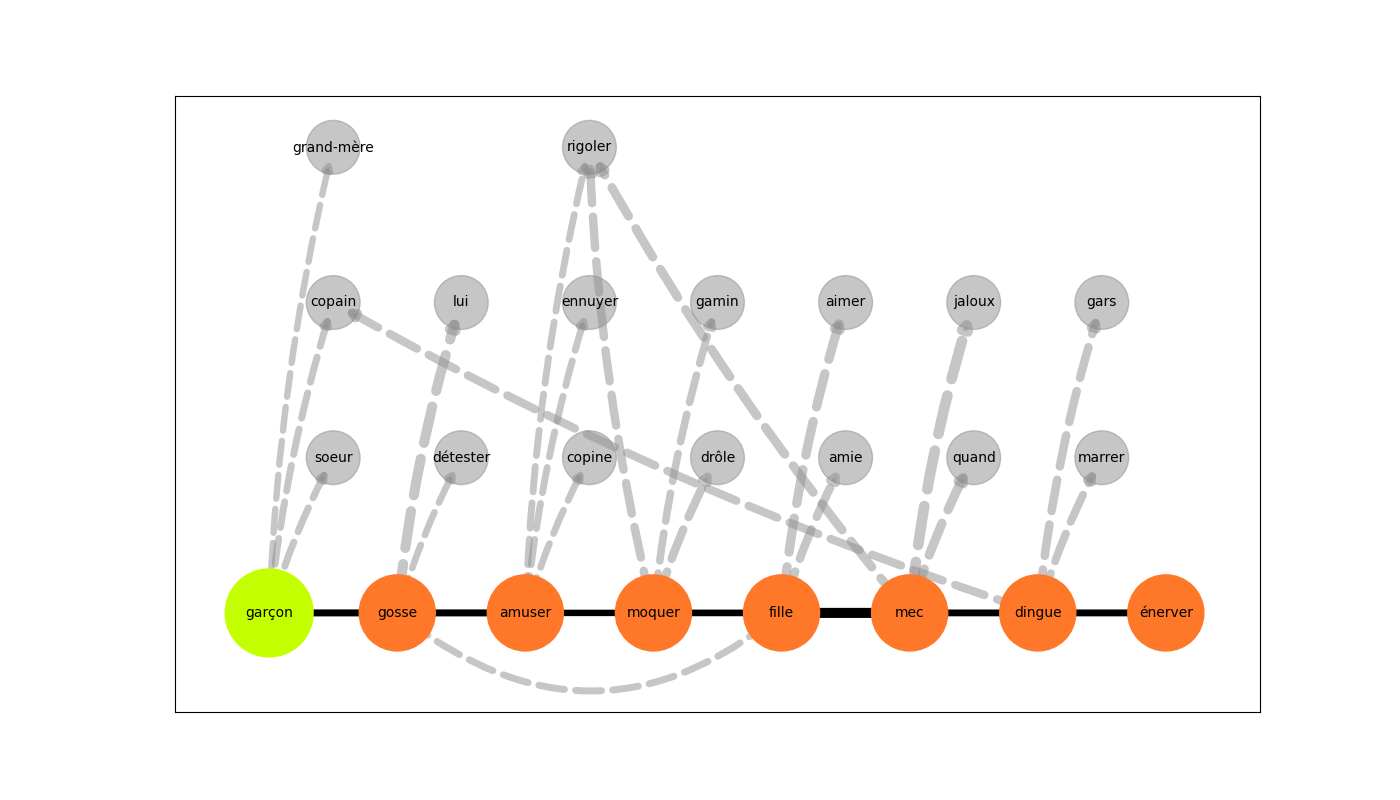 grand-mère rigoler
copain lui ennuyer gamin aimer jaloux gars
soeur détester copine drôle amie quand marrer
garçon gosse amuser moquer fille mec dingue énerver